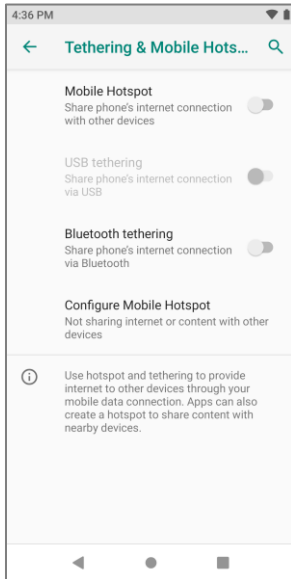 4:36 PM
Tethering & Mobile Hots...
Mobile Hotspot
Share phone's internet connection
with other devices
USB tethering
Share phone's internet connection
via USB
Bluetooth tethering
Share phone's internet connection
via Bluetooth
Configure Mobile Hotspot
Not sharing internet or content with other
devices
Use hotspot and tethering to provide
internet to other devices through your
mobile data connection. Apps can also
create a hotspot to share content with
nearby devices.